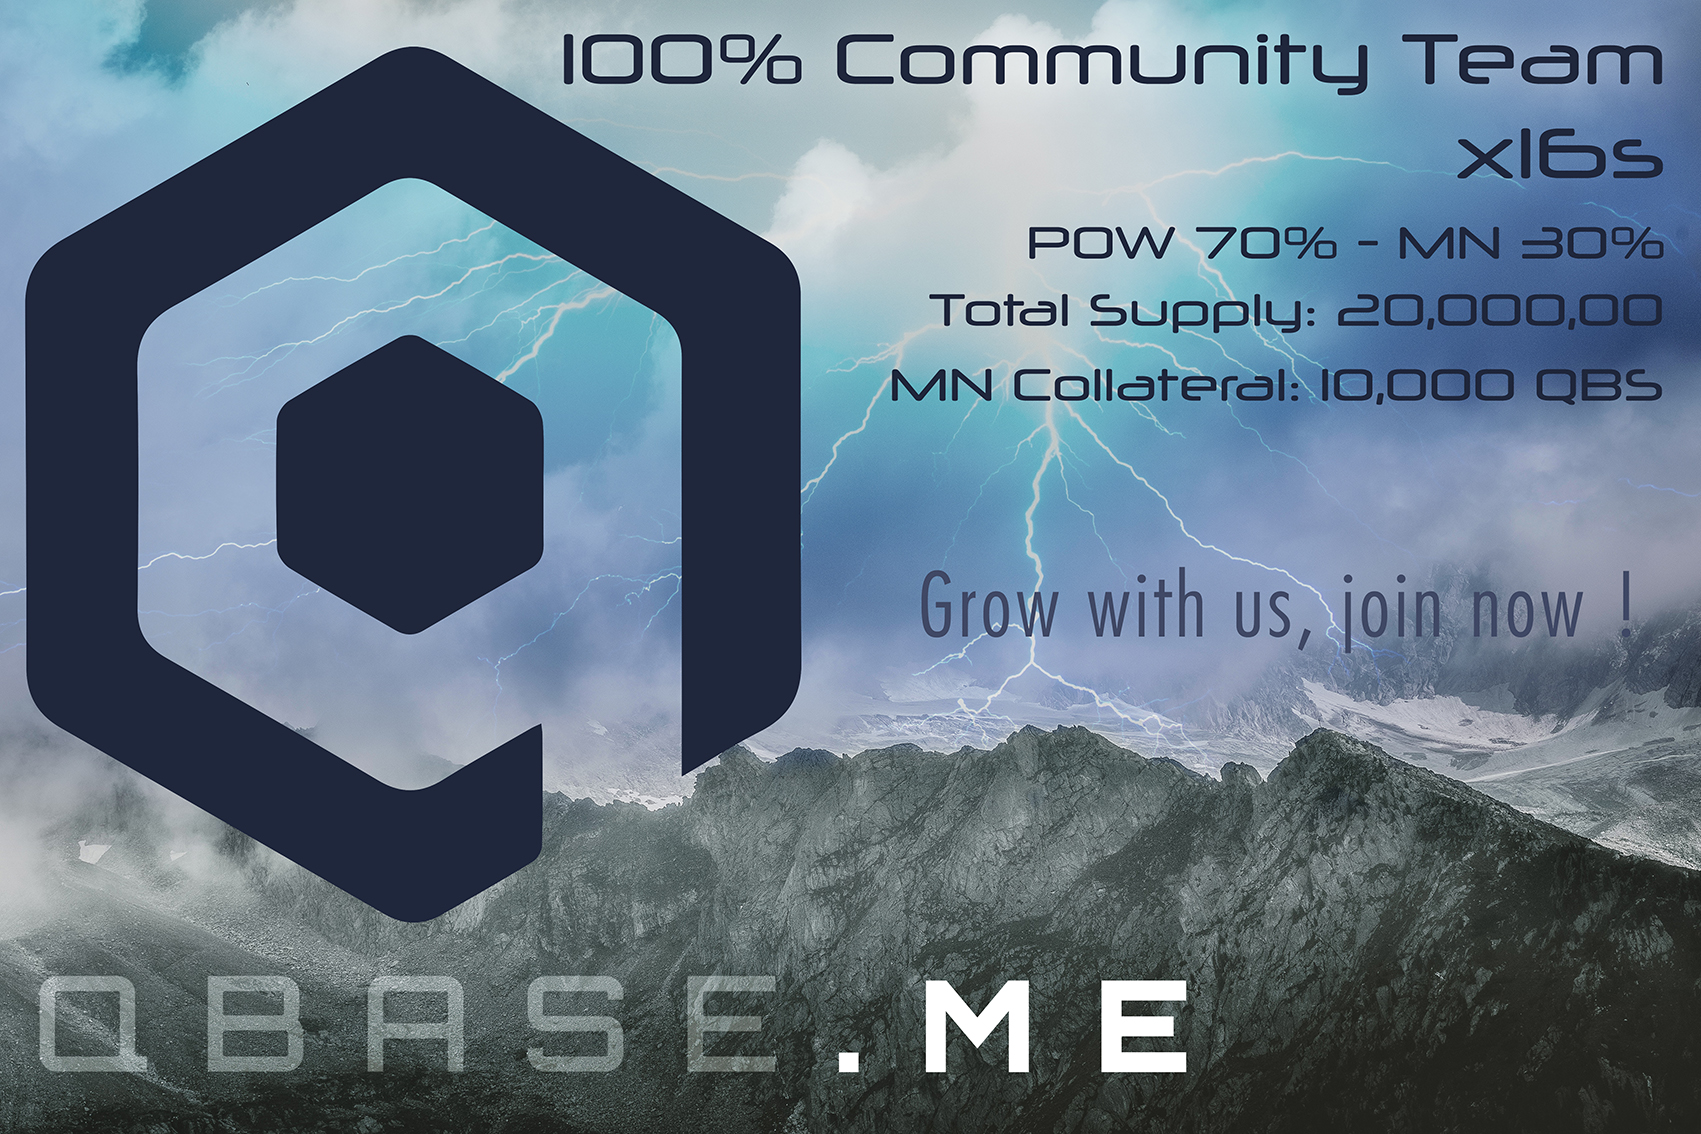 100% Community Team
x16s
POW 70% - MN 30%
Total Supply: 20,000,00
MN Collateral: 10,000 QBS
Grow with us, join now !
QBASE.ME